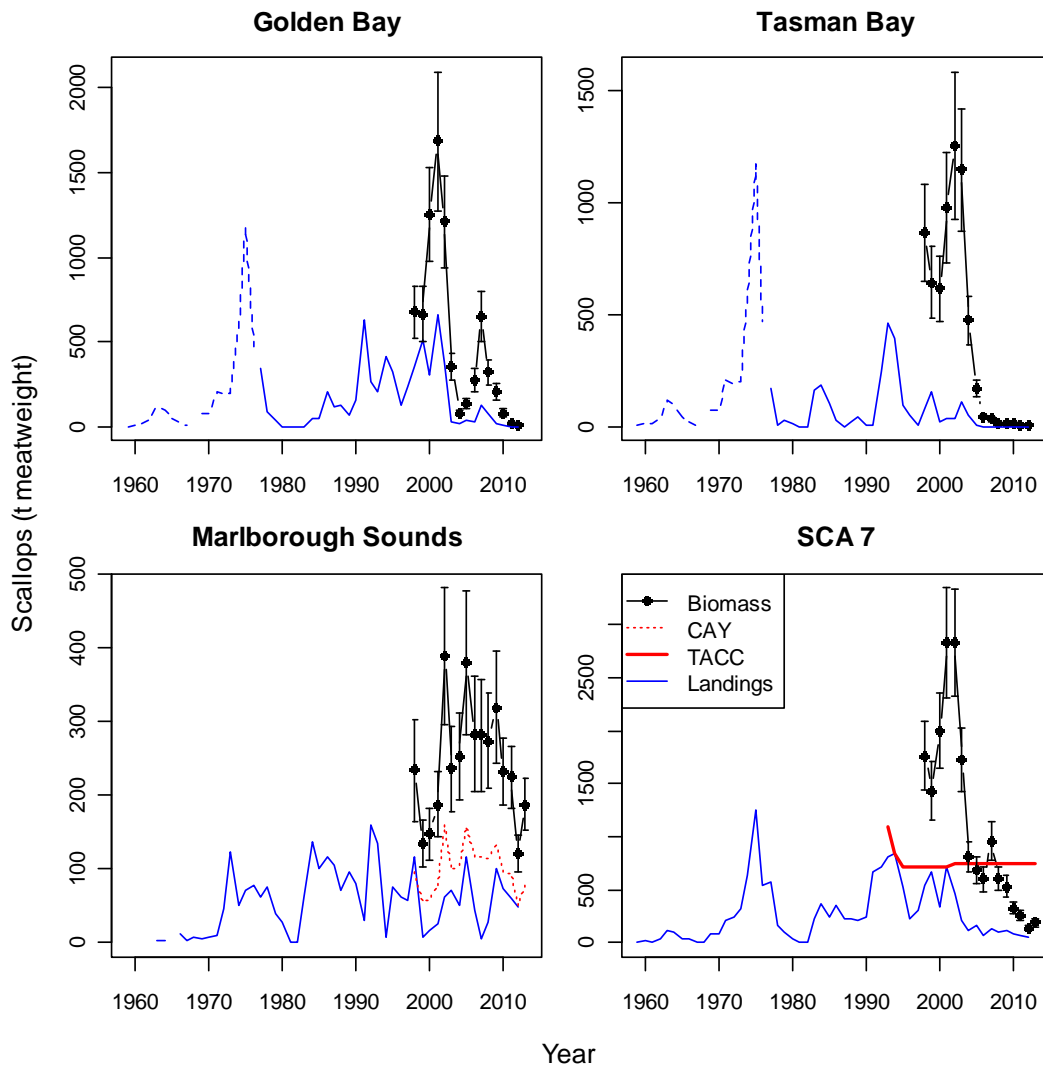 Golden Bay
Tasman Bay
2000
1500
1000
500
0
1960 1970 1980 1990 2000 2010
1500
1000
500
0
1960 1970 1980 1990 2000 2010
Marlborough Sounds
SCA 7
500
400
300
200
100
0
1960 1970 1980 1990 2000 2010
2500
1500
500
0
1960 1970 1980 1990 2000 2010
Biomass
CAY
TACC
Landings
Scallops (t meatweight)
Year